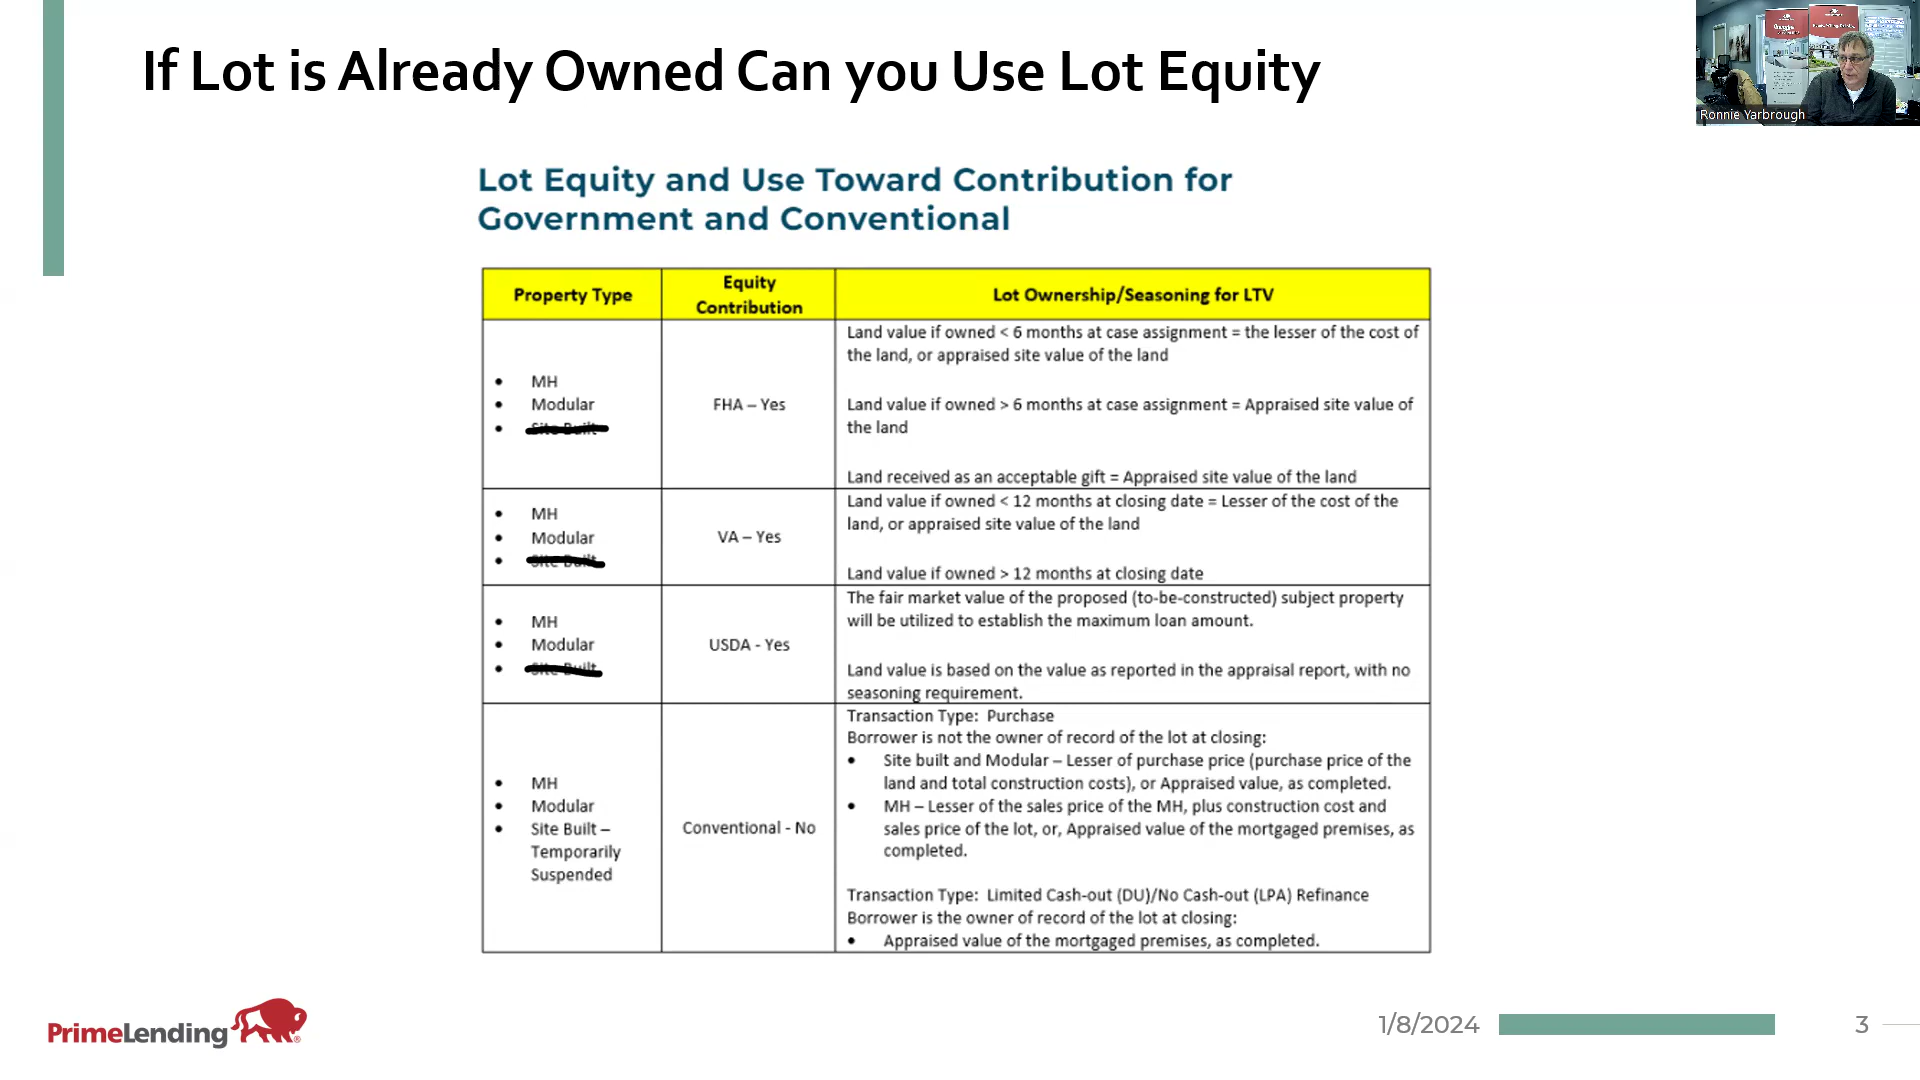 If Lot is Already Owned Can you Use Lot Equity
Ronnie Yarbrough
Lot Equity and Use Toward Contribution for
Government and Conventional
Property Type
Equity
Contribution
Lot Ownership/Seasoning for LTV
• MH
• Modular
•
FHA – Yes
Land value if owned < 6 months at case assignment = the lesser of the cost of
the land, or appraised site value of the land
Land value if owned > 6 months at case assignment = Appraised site value of
the land
Land received as an acceptable gift = Appraised site value of the land
• MH
• Modular
•
VA – Yes
Land value if owned < 12 months at closing date = Lesser of the cost of the
land, or appraised site value of the land
Land value if owned > 12 months at closing date
• MH
• Modular
•
USDA - Yes
The fair market value of the proposed (to-be-constructed) subject property
will be utilized to establish the maximum loan amount.
Land value is based on the value as reported in the appraisal report, with no
seasoning requirement.
• MH
• Modular
• Site Built –
Temporarily
Suspended
Conventional - No
Transaction Type: Purchase
Borrower is not the owner of record of the lot at closing:
• Site built and Modular – Lesser of purchase price (purchase price of the
land and total construction costs), or Appraised value, as completed.
• MH – Lesser of the sales price of the MH, plus construction cost and
sales price of the lot, or, Appraised value of the mortgaged premises, as
completed.
Transaction Type: Limited Cash-out (DU)/No Cash-out (LPA) Refinance
Borrower is the owner of record of the lot at closing:
• Appraised value of the mortgaged premises, as completed.
PrimeLending
1/8/2024
3